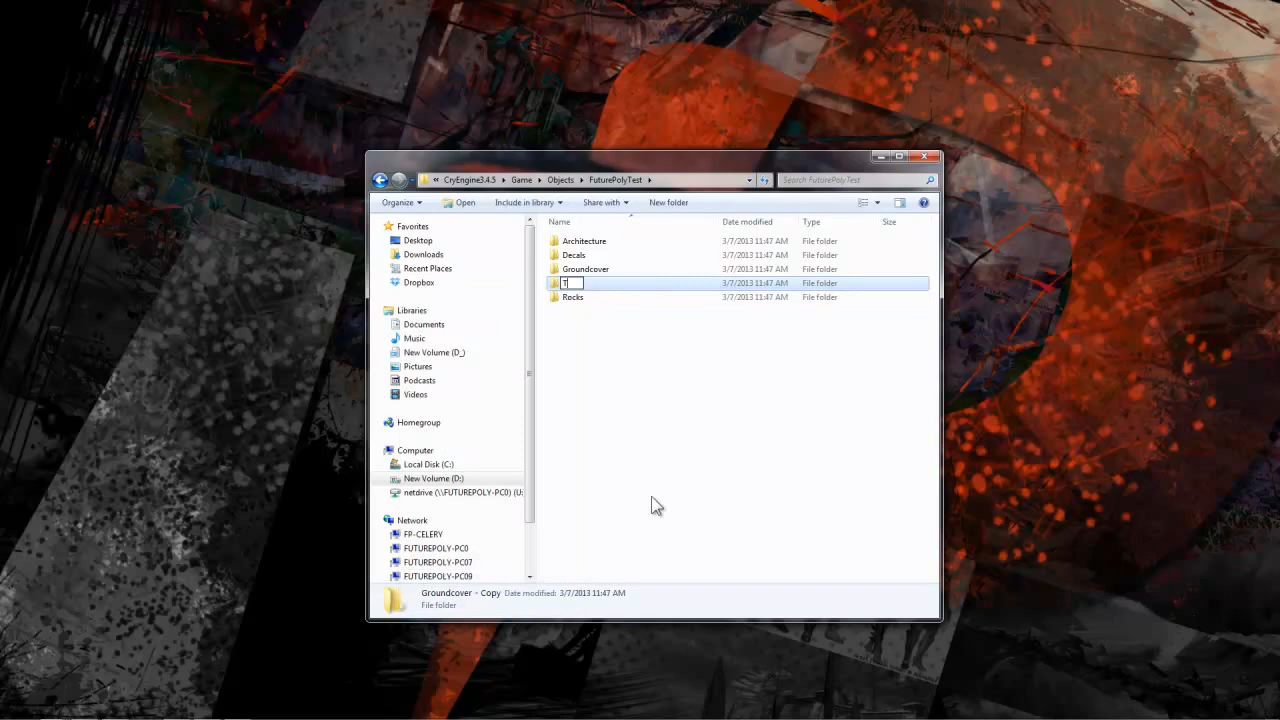 « CryEngine3.4.5 Game Objects FuturePolyTest
Search FuturePolyTest
Organize Open Include in library Share with New folder
Favorites
Desktop
Downloads
Recent Places
Dropbox
Libraries
Documents
Music
New Volume (D_)
Pictures
Podcasts
Videos
Homegroup
Computer
Local Disk (C:)
New Volume (D:)
netdrive (\\FUTUREPOLY-PC0) (U:
Network
FP-CELERY
FUTUREPOLY-PC0
FUTUREPOLY-PC07
FUTUREPOLY-PC09
Name Date modified Type Size
Architecture 3/7/2013 11:47 AM File folder
Decals 3/7/2013 11:47 AM File folder
Groundcover 3/7/2013 11:47 AM File folder
T 3/7/2013 11:47 AM File folder
Rocks 3/7/2013 11:47 AM File folder
Groundcover - Copy Date modified: 3/7/2013 11:47 AM
File folder